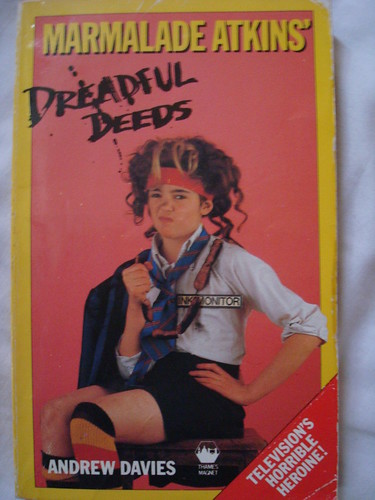 MARMALADE ATKINS'
DREADFUL
DEEDS
INK MONITOR
TELEVISION'S
HORRIBLE
HEROINE!
ANDREW DAVIES
THAMES
MAGNET